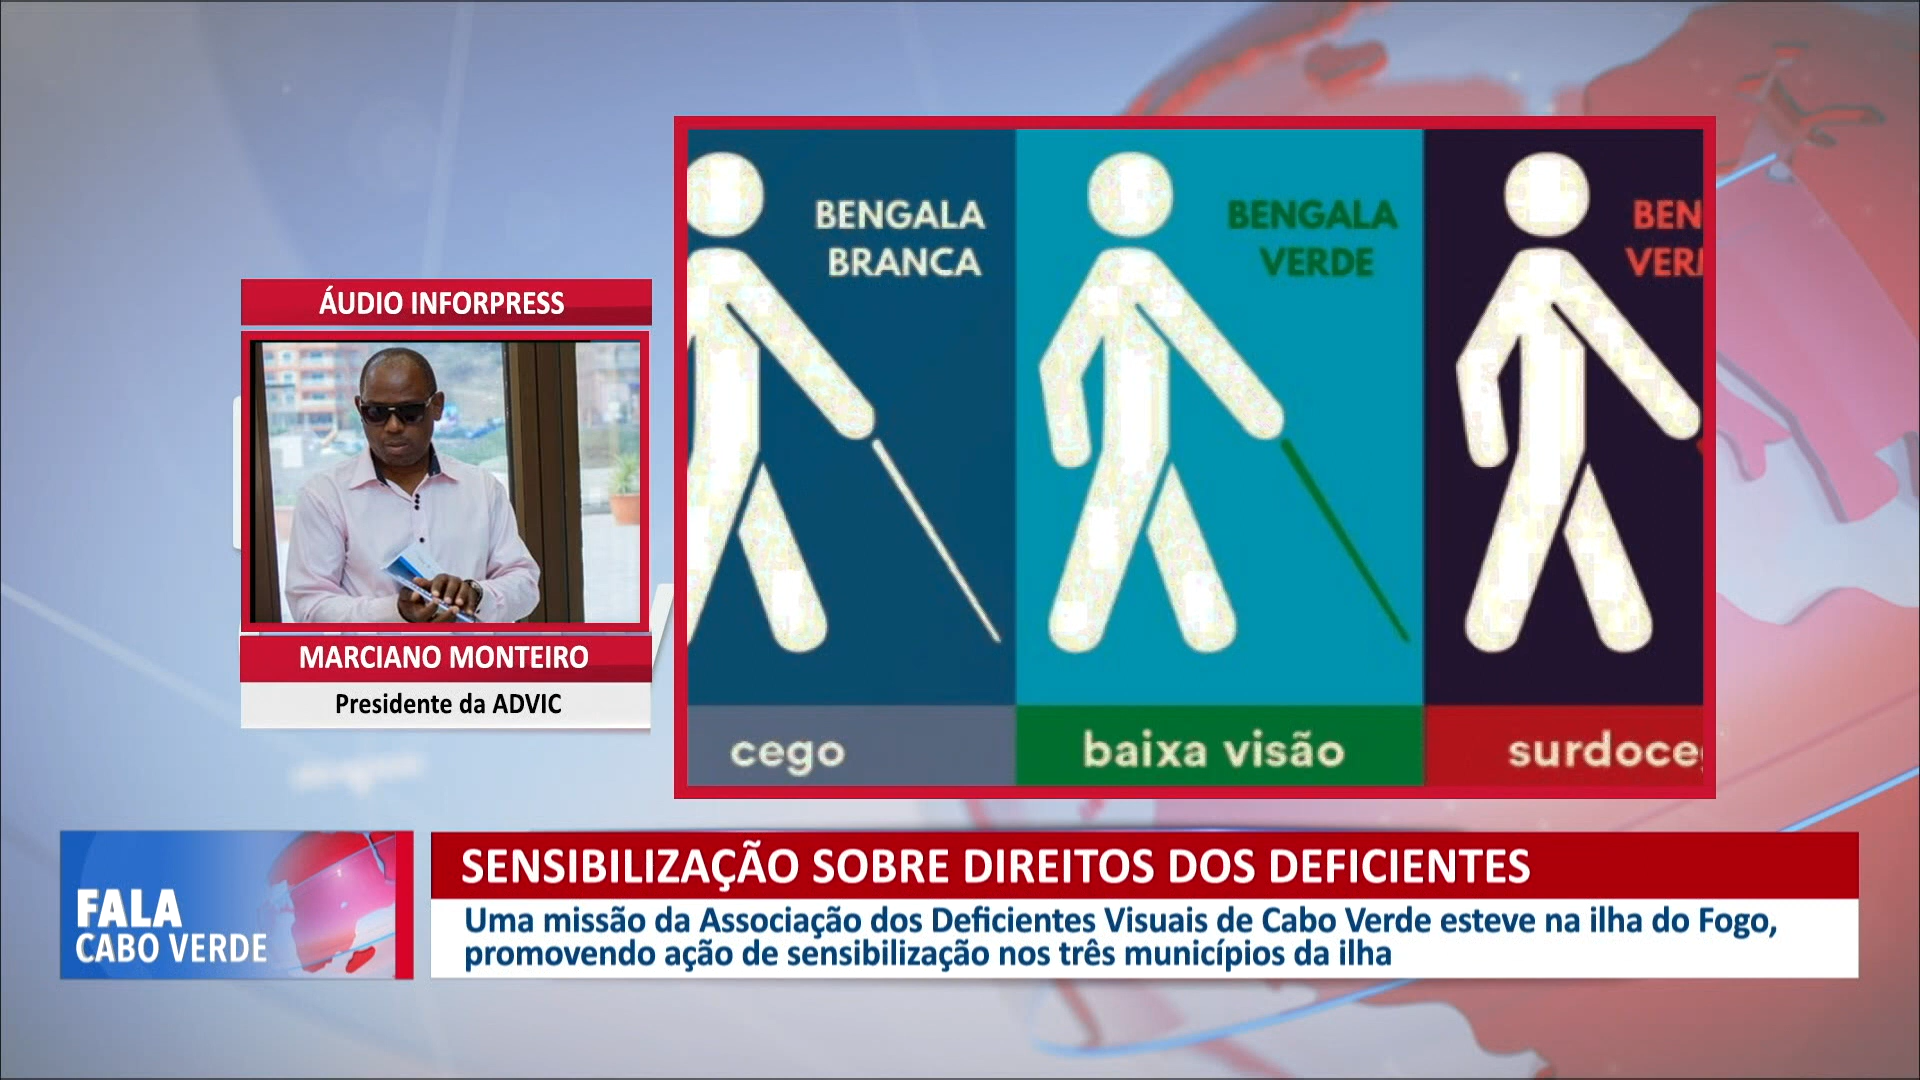 BENGALA
BRANCA
BENGALA
VERDE
cego
baixa visão
ÁUDIO INFORPRESS
MARCIANO MONTEIRO
Presidente da ADVIC
FALA
CABO VERDE
SENSIBILIZAÇÃO SOBRE DIREITOS DOS DEFICIENTES
Uma missão da Associação dos Deficientes Visuais de Cabo Verde esteve na ilha do Fogo,
promovendo ação de sensibilização nos três municípios da ilha